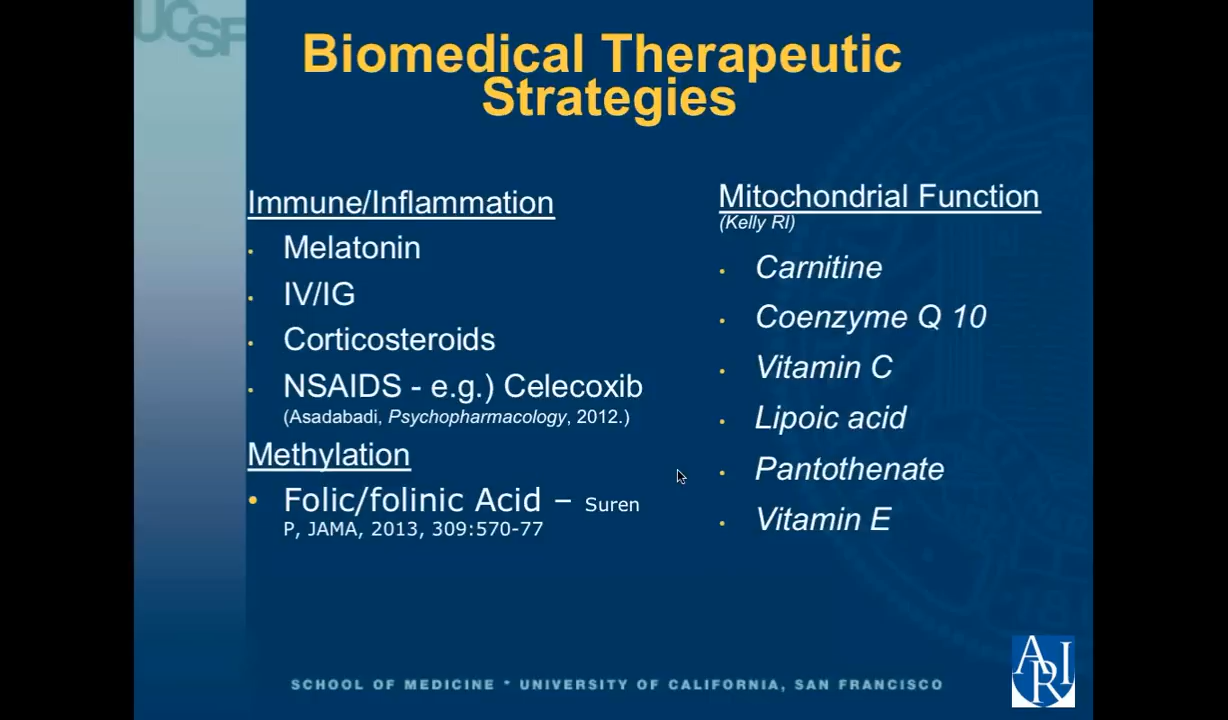 UCSF
Biomedical Therapeutic
Strategies
Immune/Inflammation
• Melatonin
• IV/IG
• Corticosteroids
• NSAIDS - e.g.) Celecoxib
(Asadabadi, Psychopharmacology, 2012.)
Methylation
• Folic/folinic Acid – Suren
P, JAMA, 2013, 309:570-77
Mitochondrial Function
(Kelly RI)
• Carnitine
• Coenzyme Q 10
• Vitamin C
• Lipoic acid
• Pantothenate
• Vitamin E
SCHOOL OF MEDICINE * UNIVERSITY OF CALIFORNIA, SAN FRANCISCO
ARI